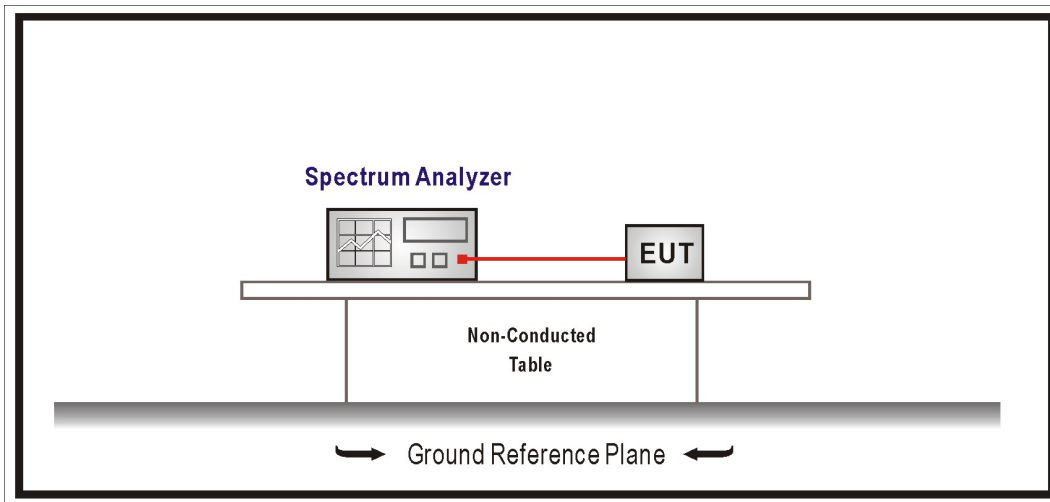 Spectrum Analyzer
EUT
Non-Conducted
Table
Ground Reference Plane